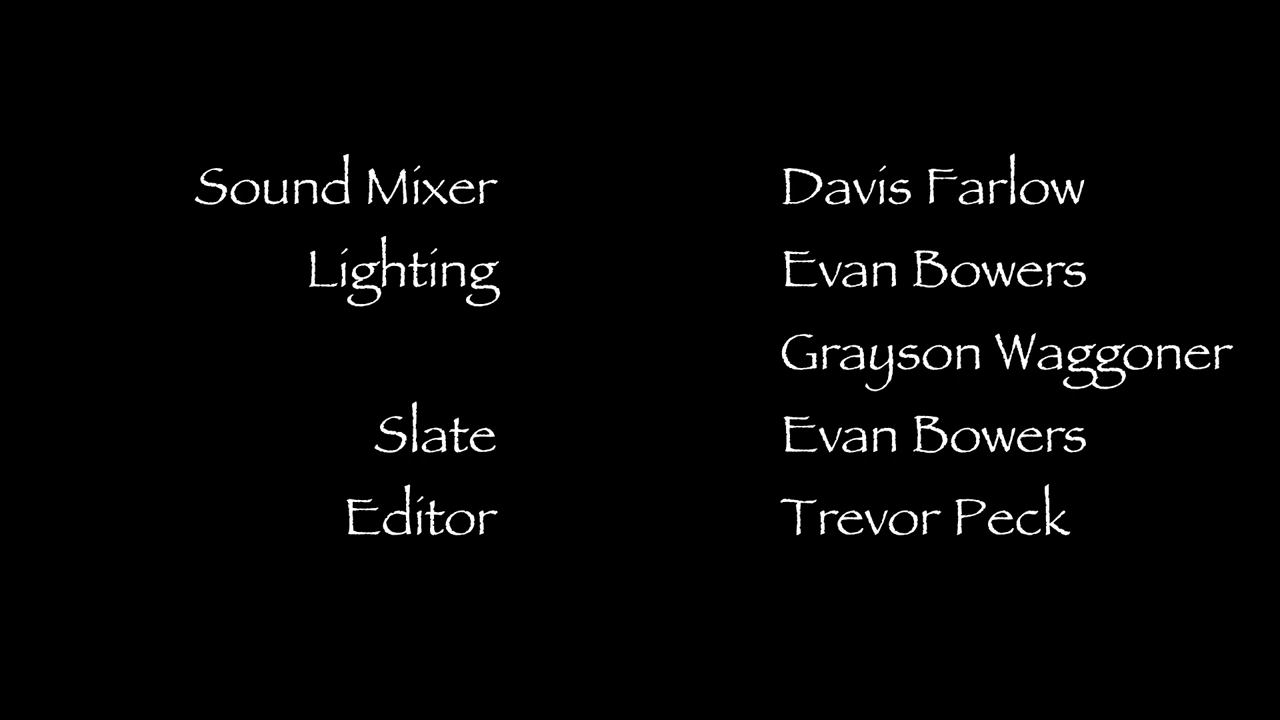 Sound Mixer Davis Farlow
Lighting Evan Bowers
Grayson Waggoner
Slate Evan Bowers
Editor Trevor Peck